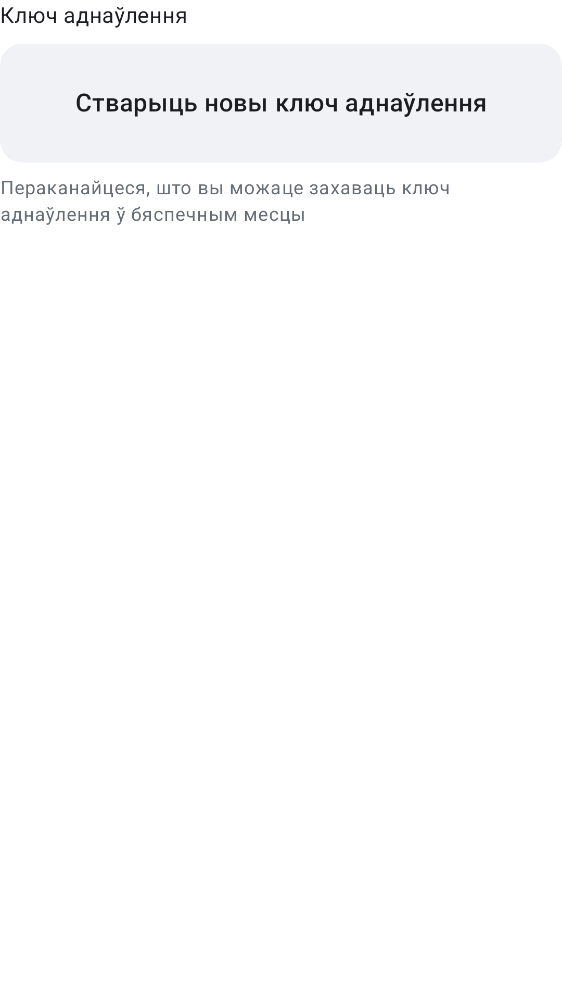 Ключ аднаўлення
Стварыць новы ключ аднаўлення
Пераканайцеся, што вы можаце захаваць ключ
аднаўлення ў бяспечным месцы